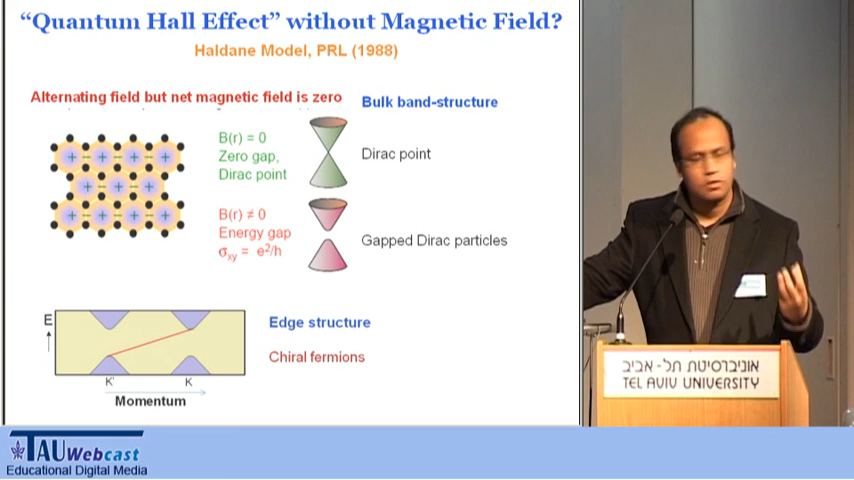 “Quantum Hall Effect” without Magnetic Field?
Haldane Model, PRL (1988)
Alternating field but net magnetic field is zero
Bulk band-structure
B(r) = 0
Zero gap,
Dirac point
Dirac point
B(r) ≠ 0
Energy gap
σxy = e²/h
Gapped Dirac particles
+ − + − + − +
+ − + − +
+ − + − + − +
E
Edge structure
Chiral fermions
K' K
Momentum
אוניברסיטת תל-אביב
TEL AVIV UNIVERSITY
TAU Webcast
Educational Digital Media